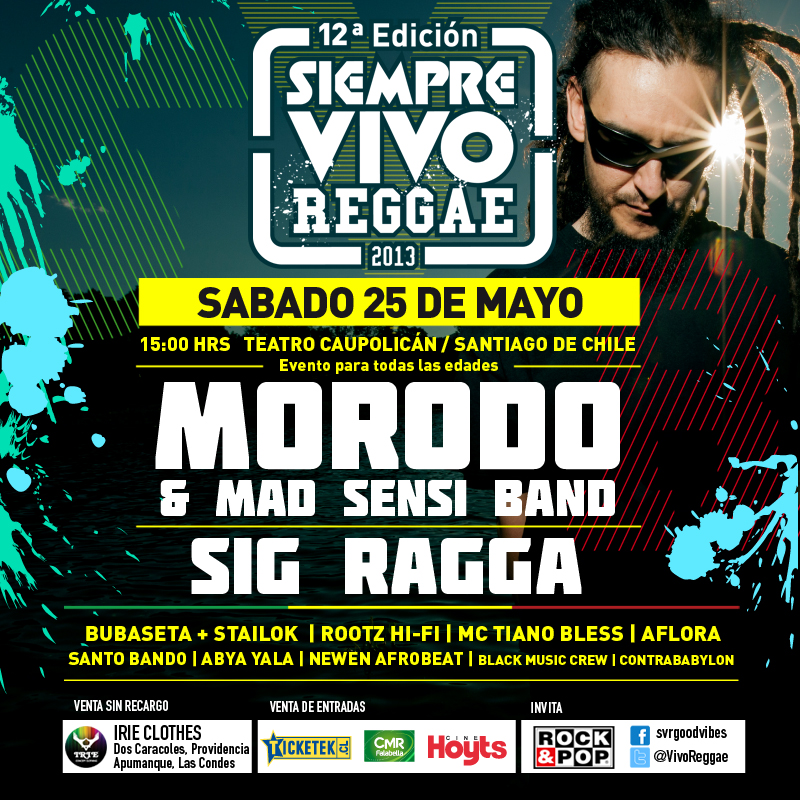 12ª Edición
SIEMPRE
VIVO
REGGAE
2013
SABADO 25 DE MAYO
15:00 HRS TEATRO CAUPOLICÁN / SANTIAGO DE CHILE
Evento para todas las edades
MORODO
& MAD SENSI BAND
SIG RAGGA
BUBASETA + STAILOK | ROOTZ HI-FI | MC TIANO BLESS | AFLORA
SANTO BANDO | ABYA YALA | NEWEN AFROBEAT | BLACK MUSIC CREW | CONTRABABYLON
VENTA SIN RECARGO
IRIE
IRIE CLOTHES
Dos Caracoles, Providencia
Apumanque, Las Condes
VENTA DE ENTRADAS
TICKETEK.CL
CMR
Falabella
CINE
Hoyts
INVITA
ROCK
&POP
svrgoodvibes
@VivoReggae